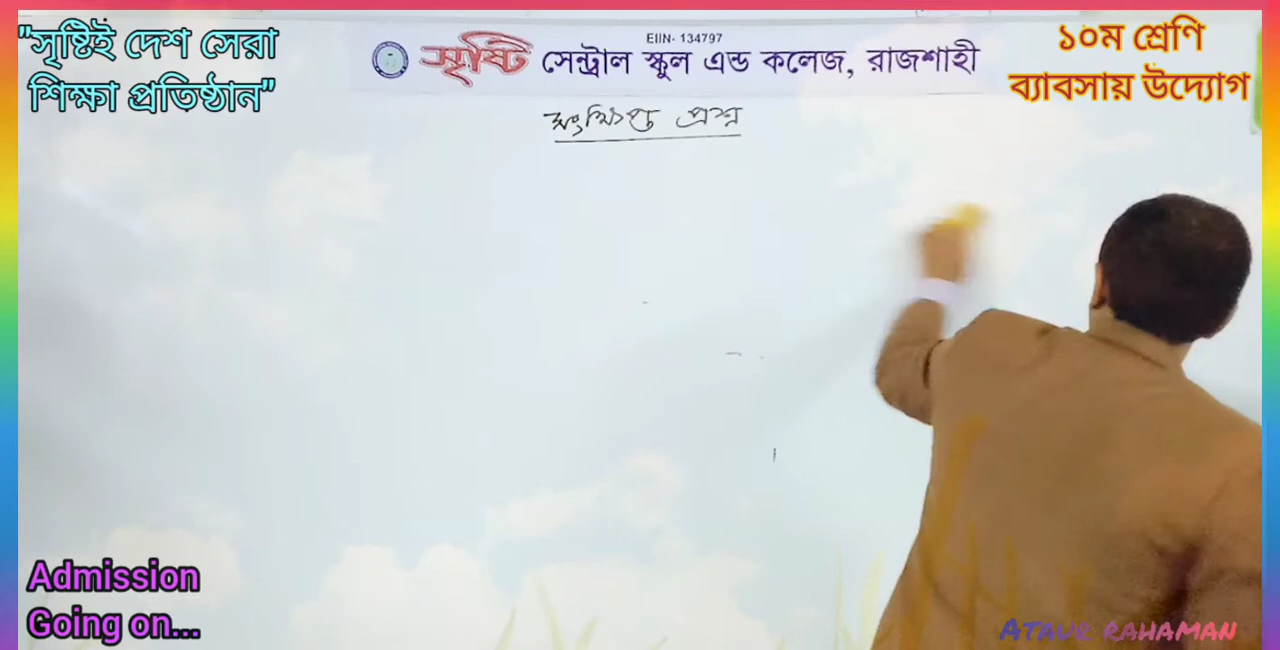 "সৃষ্টিই দেশ সেরা
শিক্ষা প্রতিষ্ঠান"
EIIN- 134797
সৃষ্টি সেন্ট্রাল স্কুল এন্ড কলেজ, রাজশাহী
১০ম শ্রেণি
ব্যাবসায় উদ্যোগ
সংক্ষিপ্ত প্রশ্ন
Admission
Going on...
ATAUR RAHAMAN